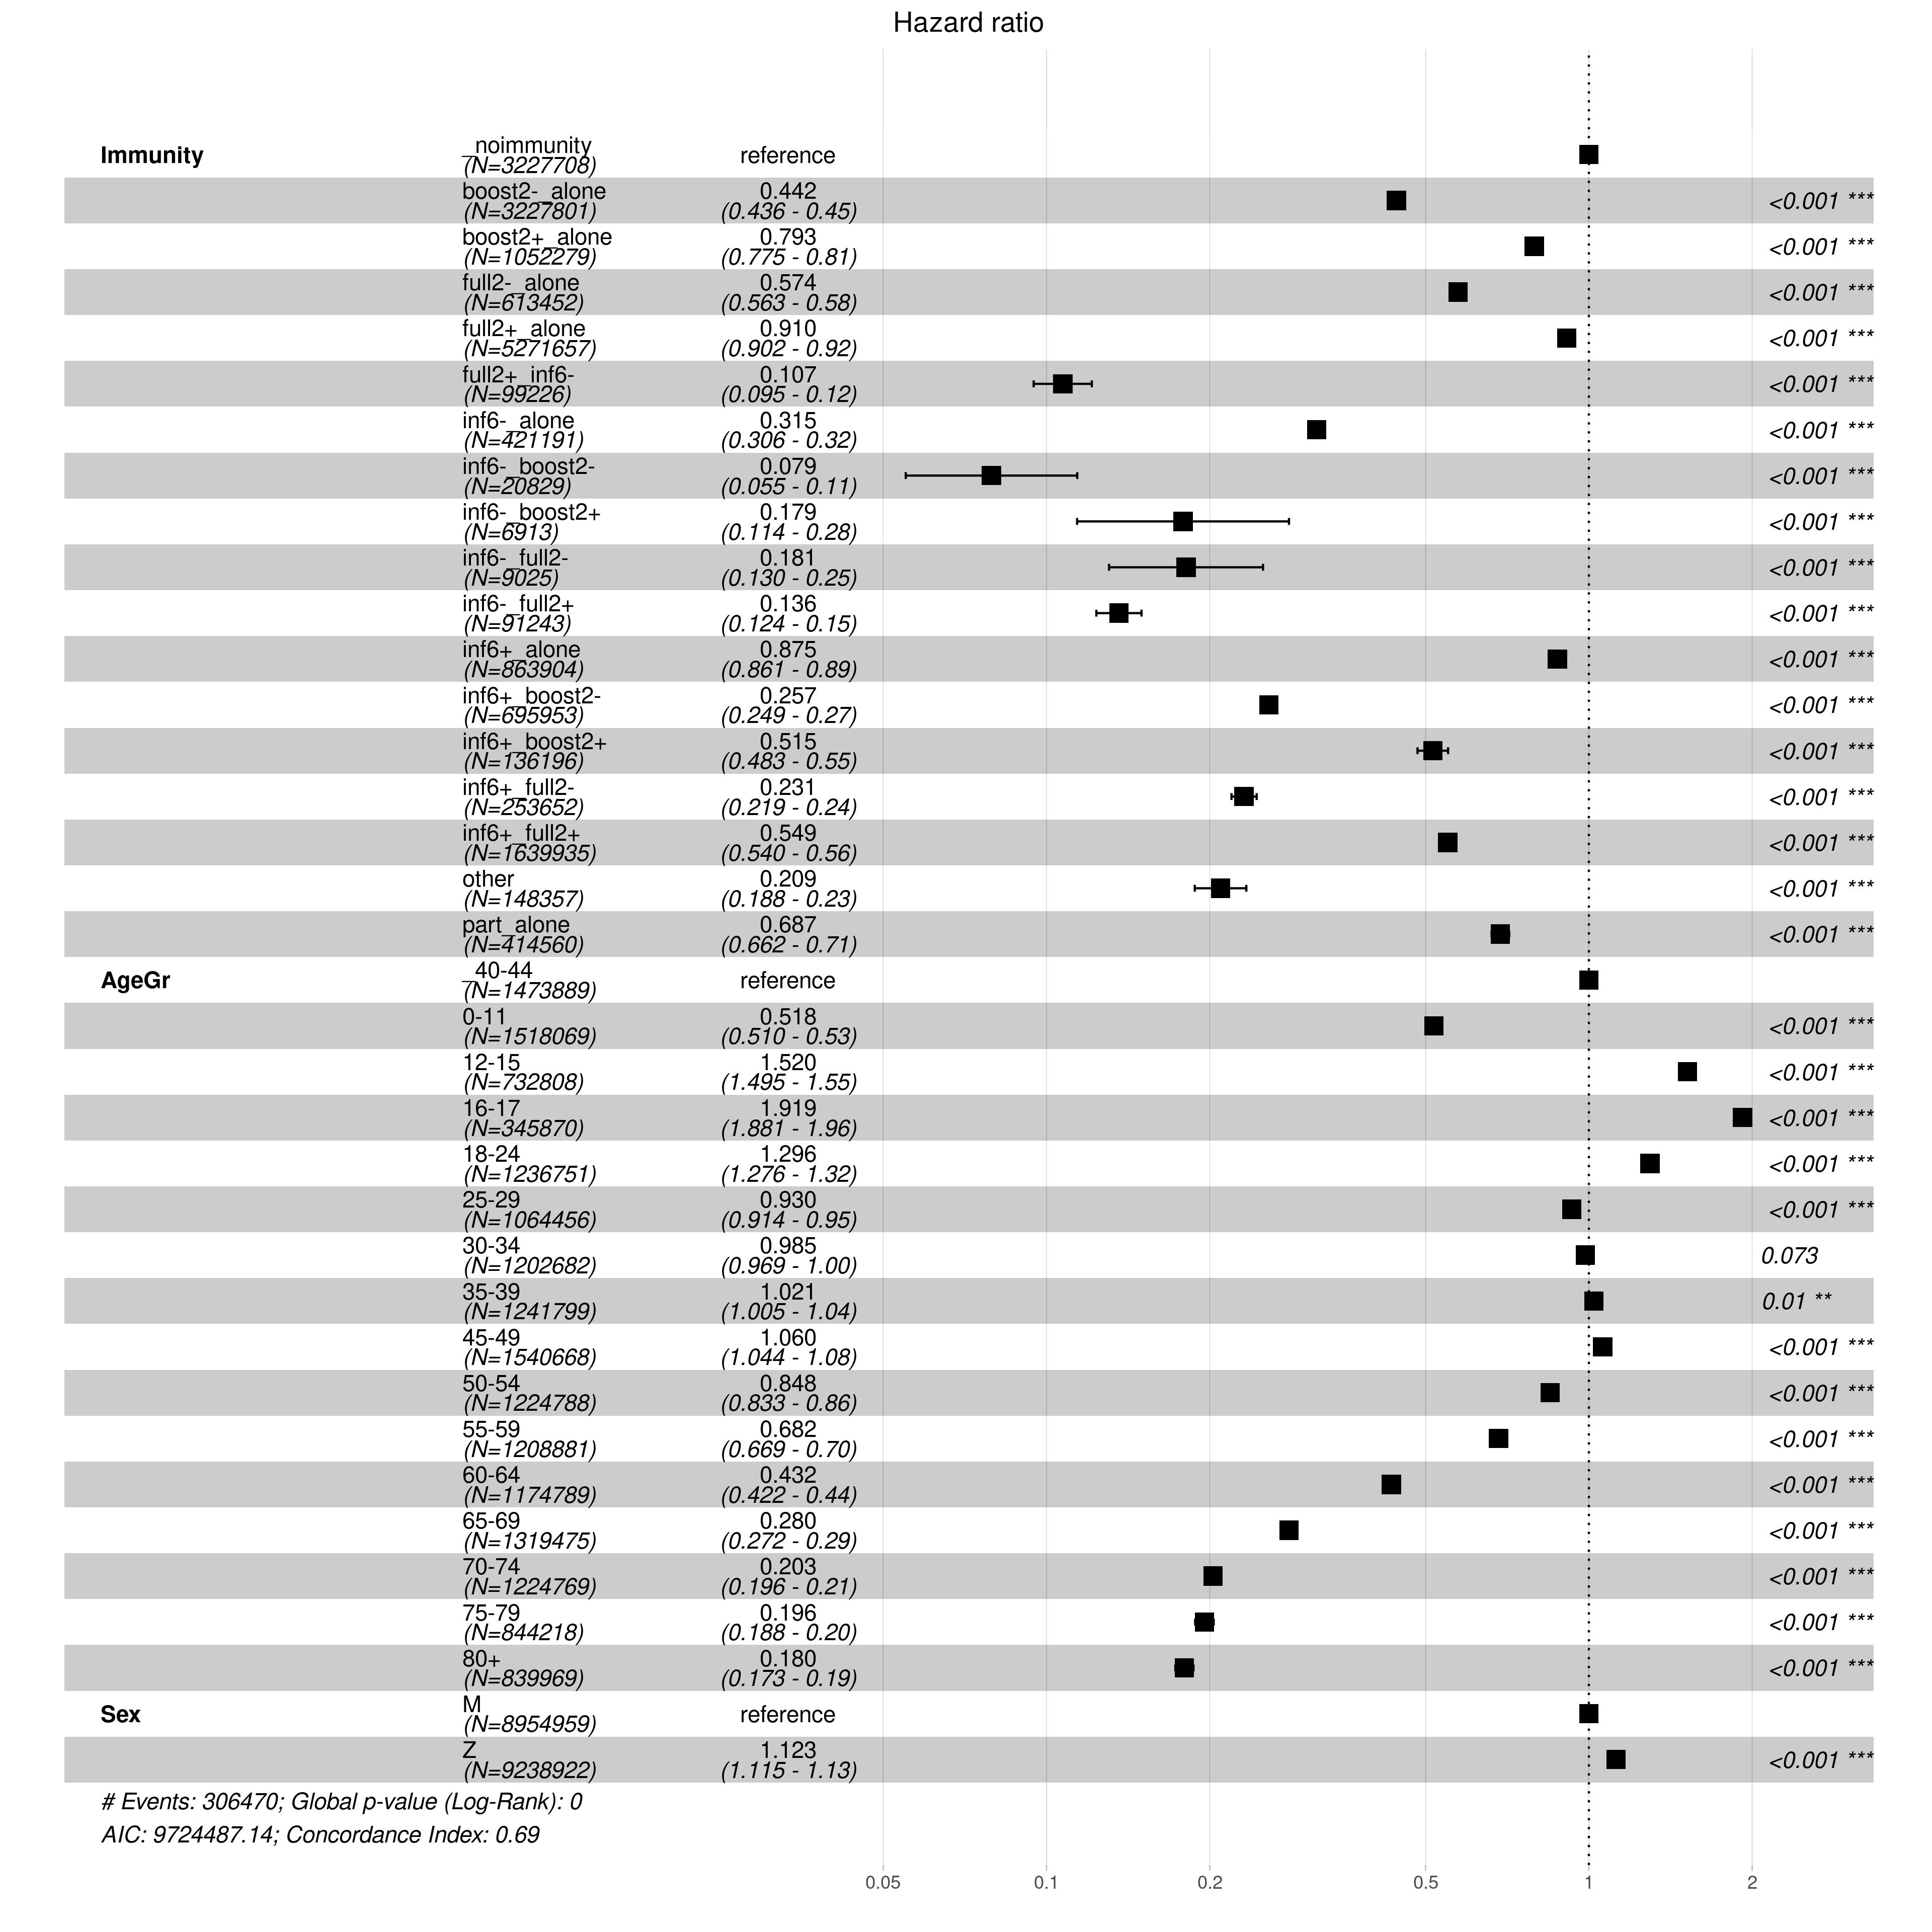 Hazard ratio
Immunity
_noimmunity
(N=3227708)
reference
boost2-_alone
(N=3227801)
0.442
(0.436 - 0.45)
<0.001 ***
boost2+_alone
(N=1052279)
0.793
(0.775 - 0.81)
<0.001 ***
full2-_alone
(N=613452)
0.574
(0.563 - 0.58)
<0.001 ***
full2+_alone
(N=5271657)
0.910
(0.902 - 0.92)
<0.001 ***
full2+_inf6-
(N=99226)
0.107
(0.095 - 0.12)
<0.001 ***
inf6-_alone
(N=421191)
0.315
(0.306 - 0.32)
<0.001 ***
inf6-_boost2-
(N=20829)
0.079
(0.055 - 0.11)
<0.001 ***
inf6-_boost2+
(N=6913)
0.179
(0.114 - 0.28)
<0.001 ***
inf6-_full2-
(N=9025)
0.181
(0.130 - 0.25)
<0.001 ***
inf6-_full2+
(N=91243)
0.136
(0.124 - 0.15)
<0.001 ***
inf6+_alone
(N=863904)
0.875
(0.861 - 0.89)
<0.001 ***
inf6+_boost2-
(N=695953)
0.257
(0.249 - 0.27)
<0.001 ***
inf6+_boost2+
(N=136196)
0.515
(0.483 - 0.55)
<0.001 ***
inf6+_full2-
(N=253652)
0.231
(0.219 - 0.24)
<0.001 ***
inf6+_full2+
(N=1639935)
0.549
(0.540 - 0.56)
<0.001 ***
other
(N=148357)
0.209
(0.188 - 0.23)
<0.001 ***
part_alone
(N=414560)
0.687
(0.662 - 0.71)
<0.001 ***
AgeGr
_40-44
(N=1473889)
reference
0-11
(N=1518069)
0.518
(0.510 - 0.53)
<0.001 ***
12-15
(N=732808)
1.520
(1.495 - 1.55)
<0.001 ***
16-17
(N=345870)
1.919
(1.881 - 1.96)
<0.001 ***
18-24
(N=1236751)
1.296
(1.276 - 1.32)
<0.001 ***
25-29
(N=1064456)
0.930
(0.914 - 0.95)
<0.001 ***
30-34
(N=1202682)
0.985
(0.969 - 1.00)
0.073
35-39
(N=1241799)
1.021
(1.005 - 1.04)
0.01 **
45-49
(N=1540668)
1.060
(1.044 - 1.08)
<0.001 ***
50-54
(N=1224788)
0.848
(0.833 - 0.86)
<0.001 ***
55-59
(N=1208881)
0.682
(0.669 - 0.70)
<0.001 ***
60-64
(N=1174789)
0.432
(0.422 - 0.44)
<0.001 ***
65-69
(N=1319475)
0.280
(0.272 - 0.29)
<0.001 ***
70-74
(N=1224769)
0.203
(0.196 - 0.21)
<0.001 ***
75-79
(N=844218)
0.196
(0.188 - 0.20)
<0.001 ***
80+
(N=839969)
0.180
(0.173 - 0.19)
<0.001 ***
Sex
M
(N=8954959)
reference
Z
(N=9238922)
1.123
(1.115 - 1.13)
<0.001 ***
# Events: 306470; Global p-value (Log-Rank): 0
AIC: 9724487.14; Concordance Index: 0.69
0.05 0.1 0.2 0.5 1 2